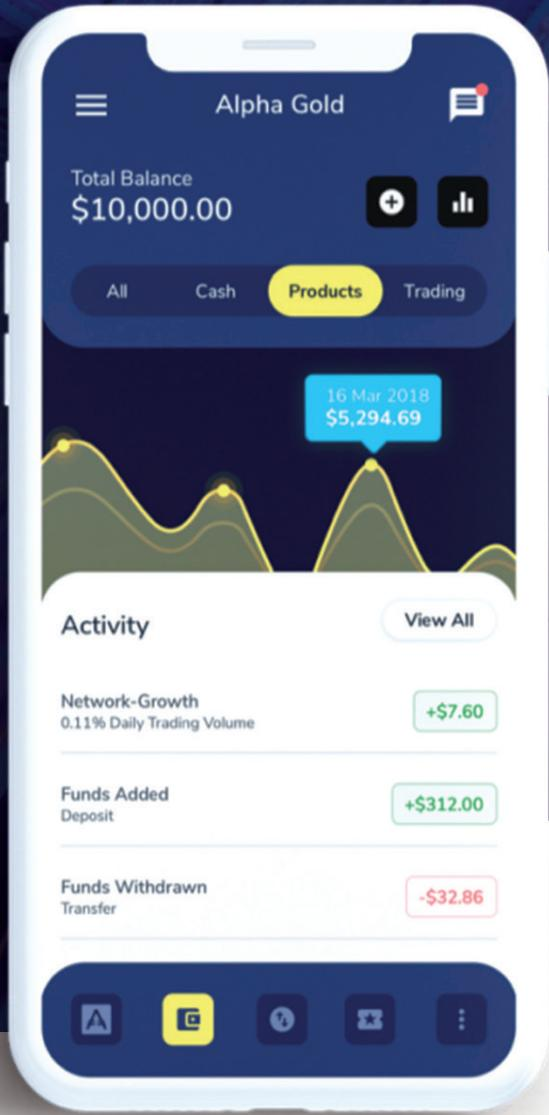 Alpha Gold
Total Balance
$10,000.00
All Cash Products Trading
16 Mar 2018
$5,294.69
Activity
View All
Network-Growth
0.11% Daily Trading Volume
+$7.60
Funds Added
Deposit
+$312.00
Funds Withdrawn
Transfer
-$32.86